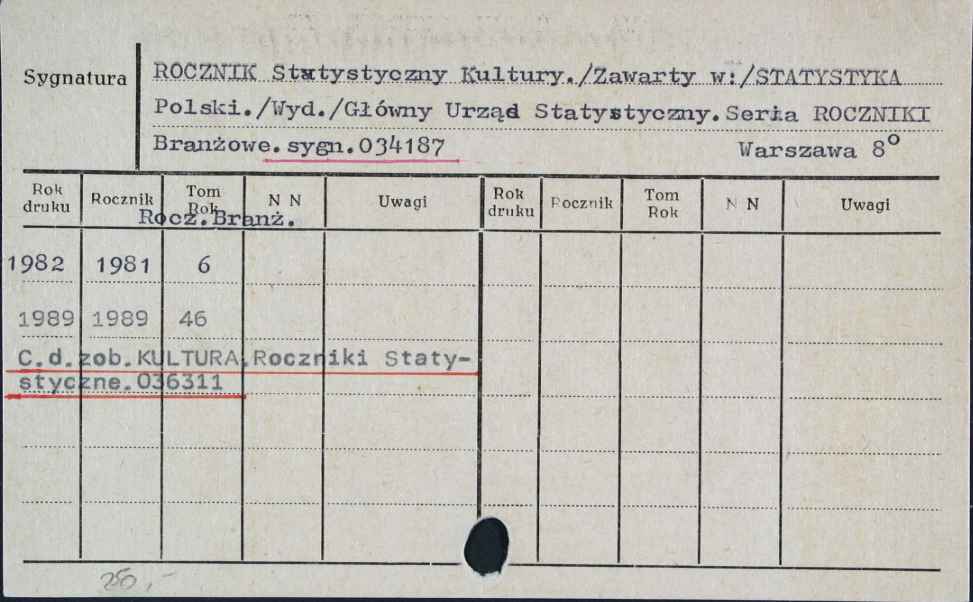 Sygnatura
ROCZNIK Statystyczny Kultury./Zawarty w:/STATYSTYKA
Polski./Wyd./Główny Urząd Statystyczny.Seria ROCZNIKI
Branżowe.sygn.034187 Warszawa 8°
Rok druku Rocznik Tom Rok N N Uwagi Rok druku Rocznik Tom Rok N N Uwagi
Rocz.Branż.
1982 1981 6
1989 1989 46
C.d.zob.KULTURA.Roczniki Staty-
styczne.036311
250,-